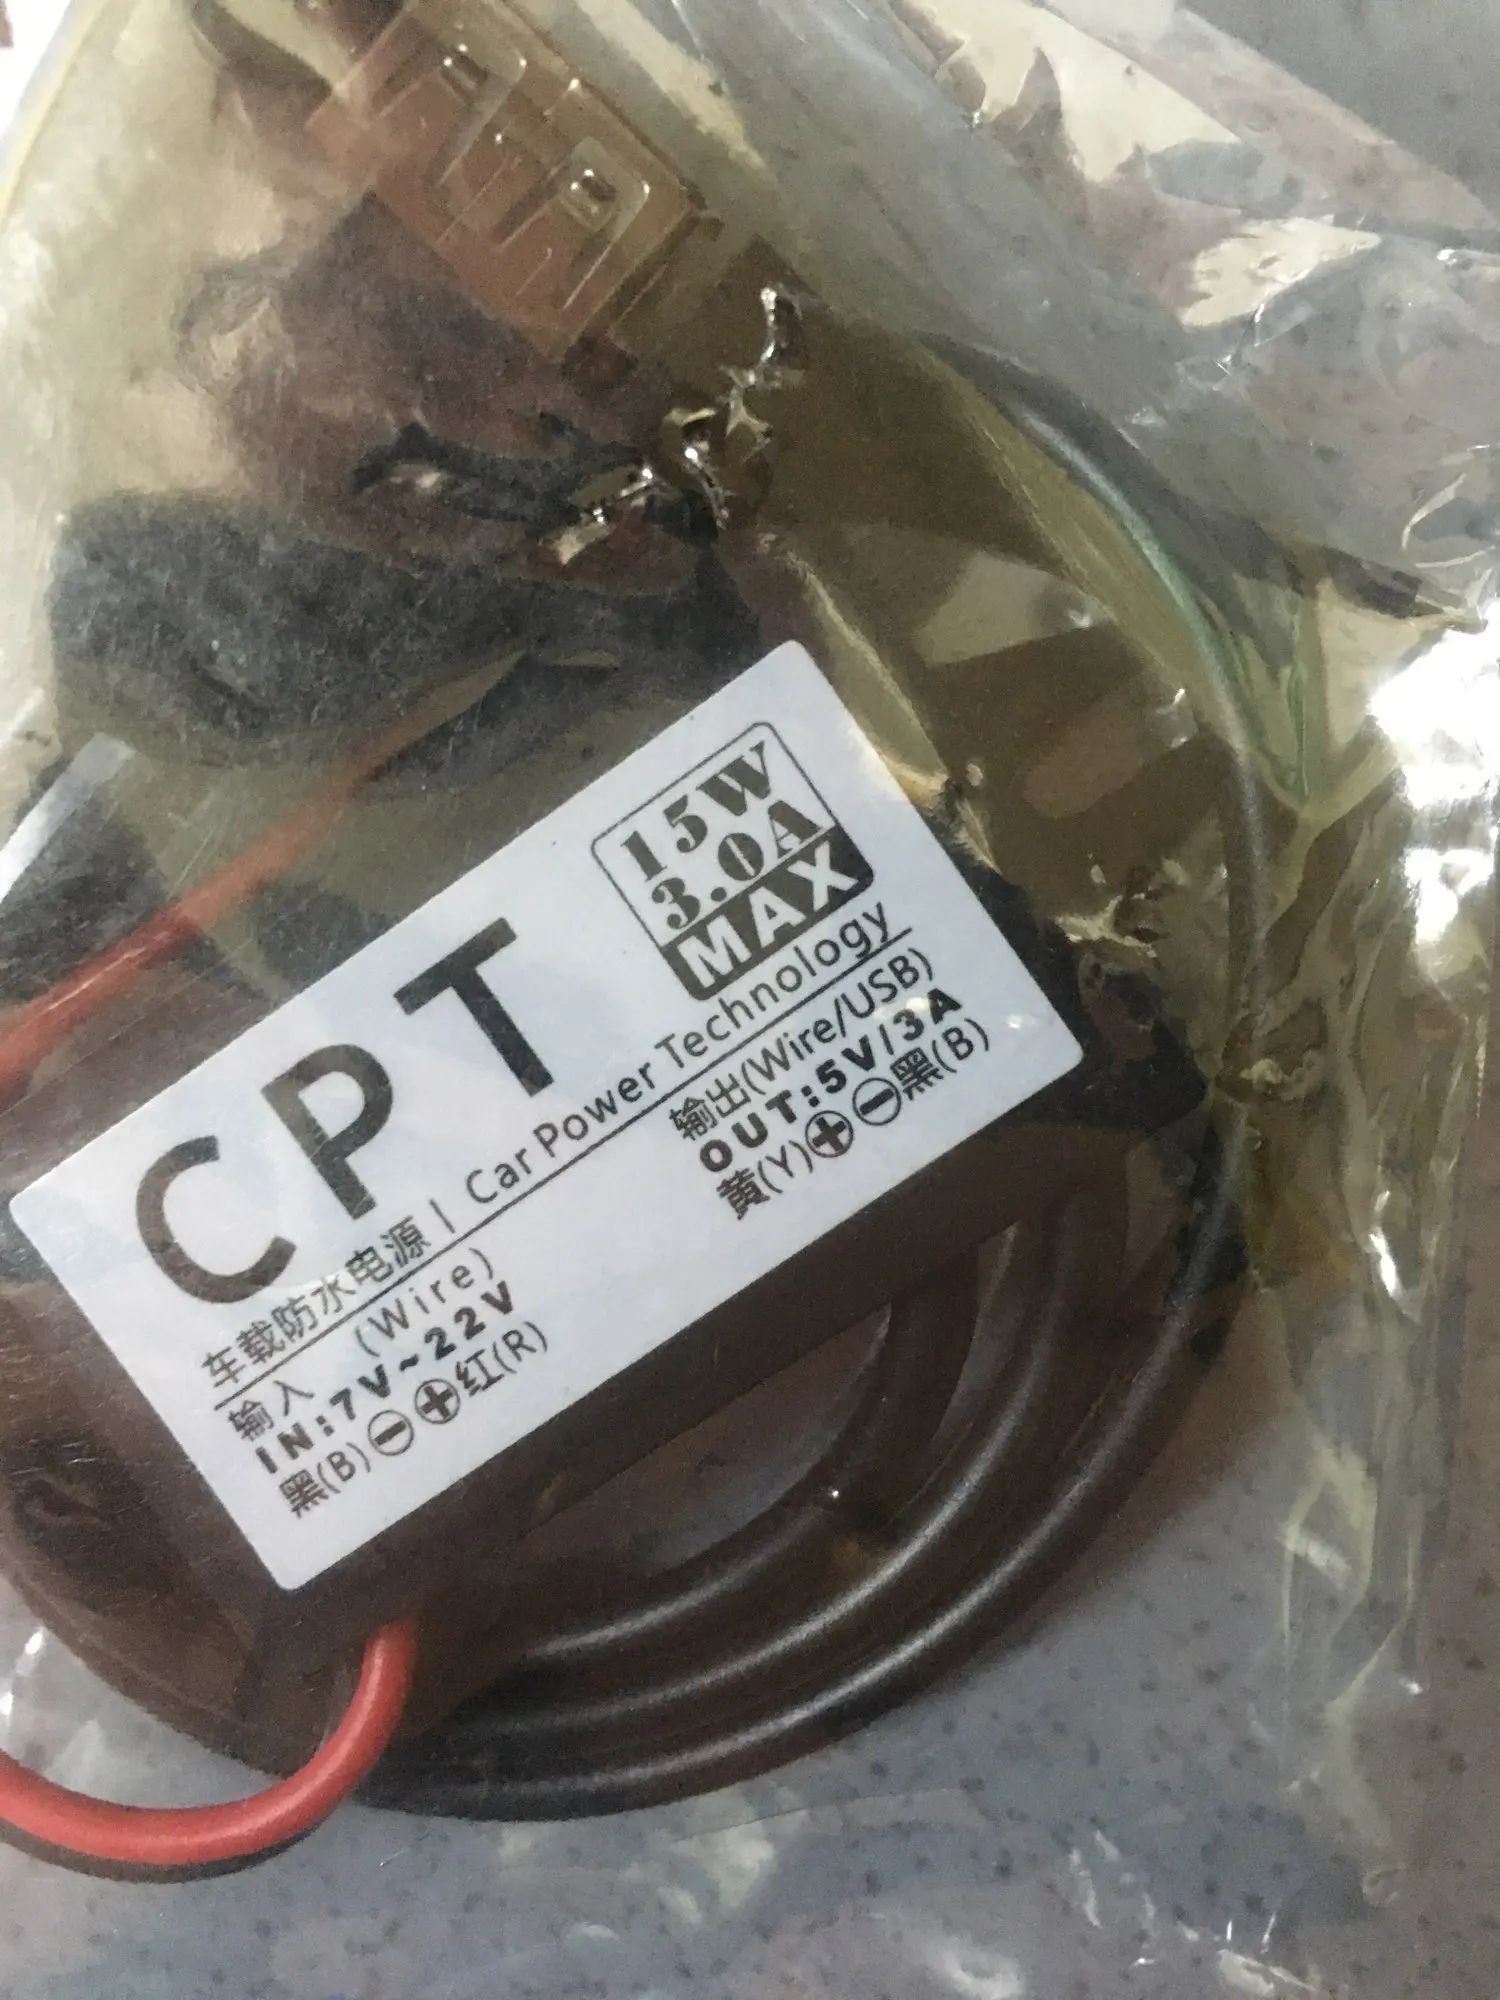 15W
3.0A
MAX
CPT
车载防水电源 | Car Power Technology
输入 (Wire)
IN:7V~22V
黑(B)⊖⊕红(R)
输出(Wire/USB)
OUT:5V/3A
黄(Y)⊕⊖黑(B)